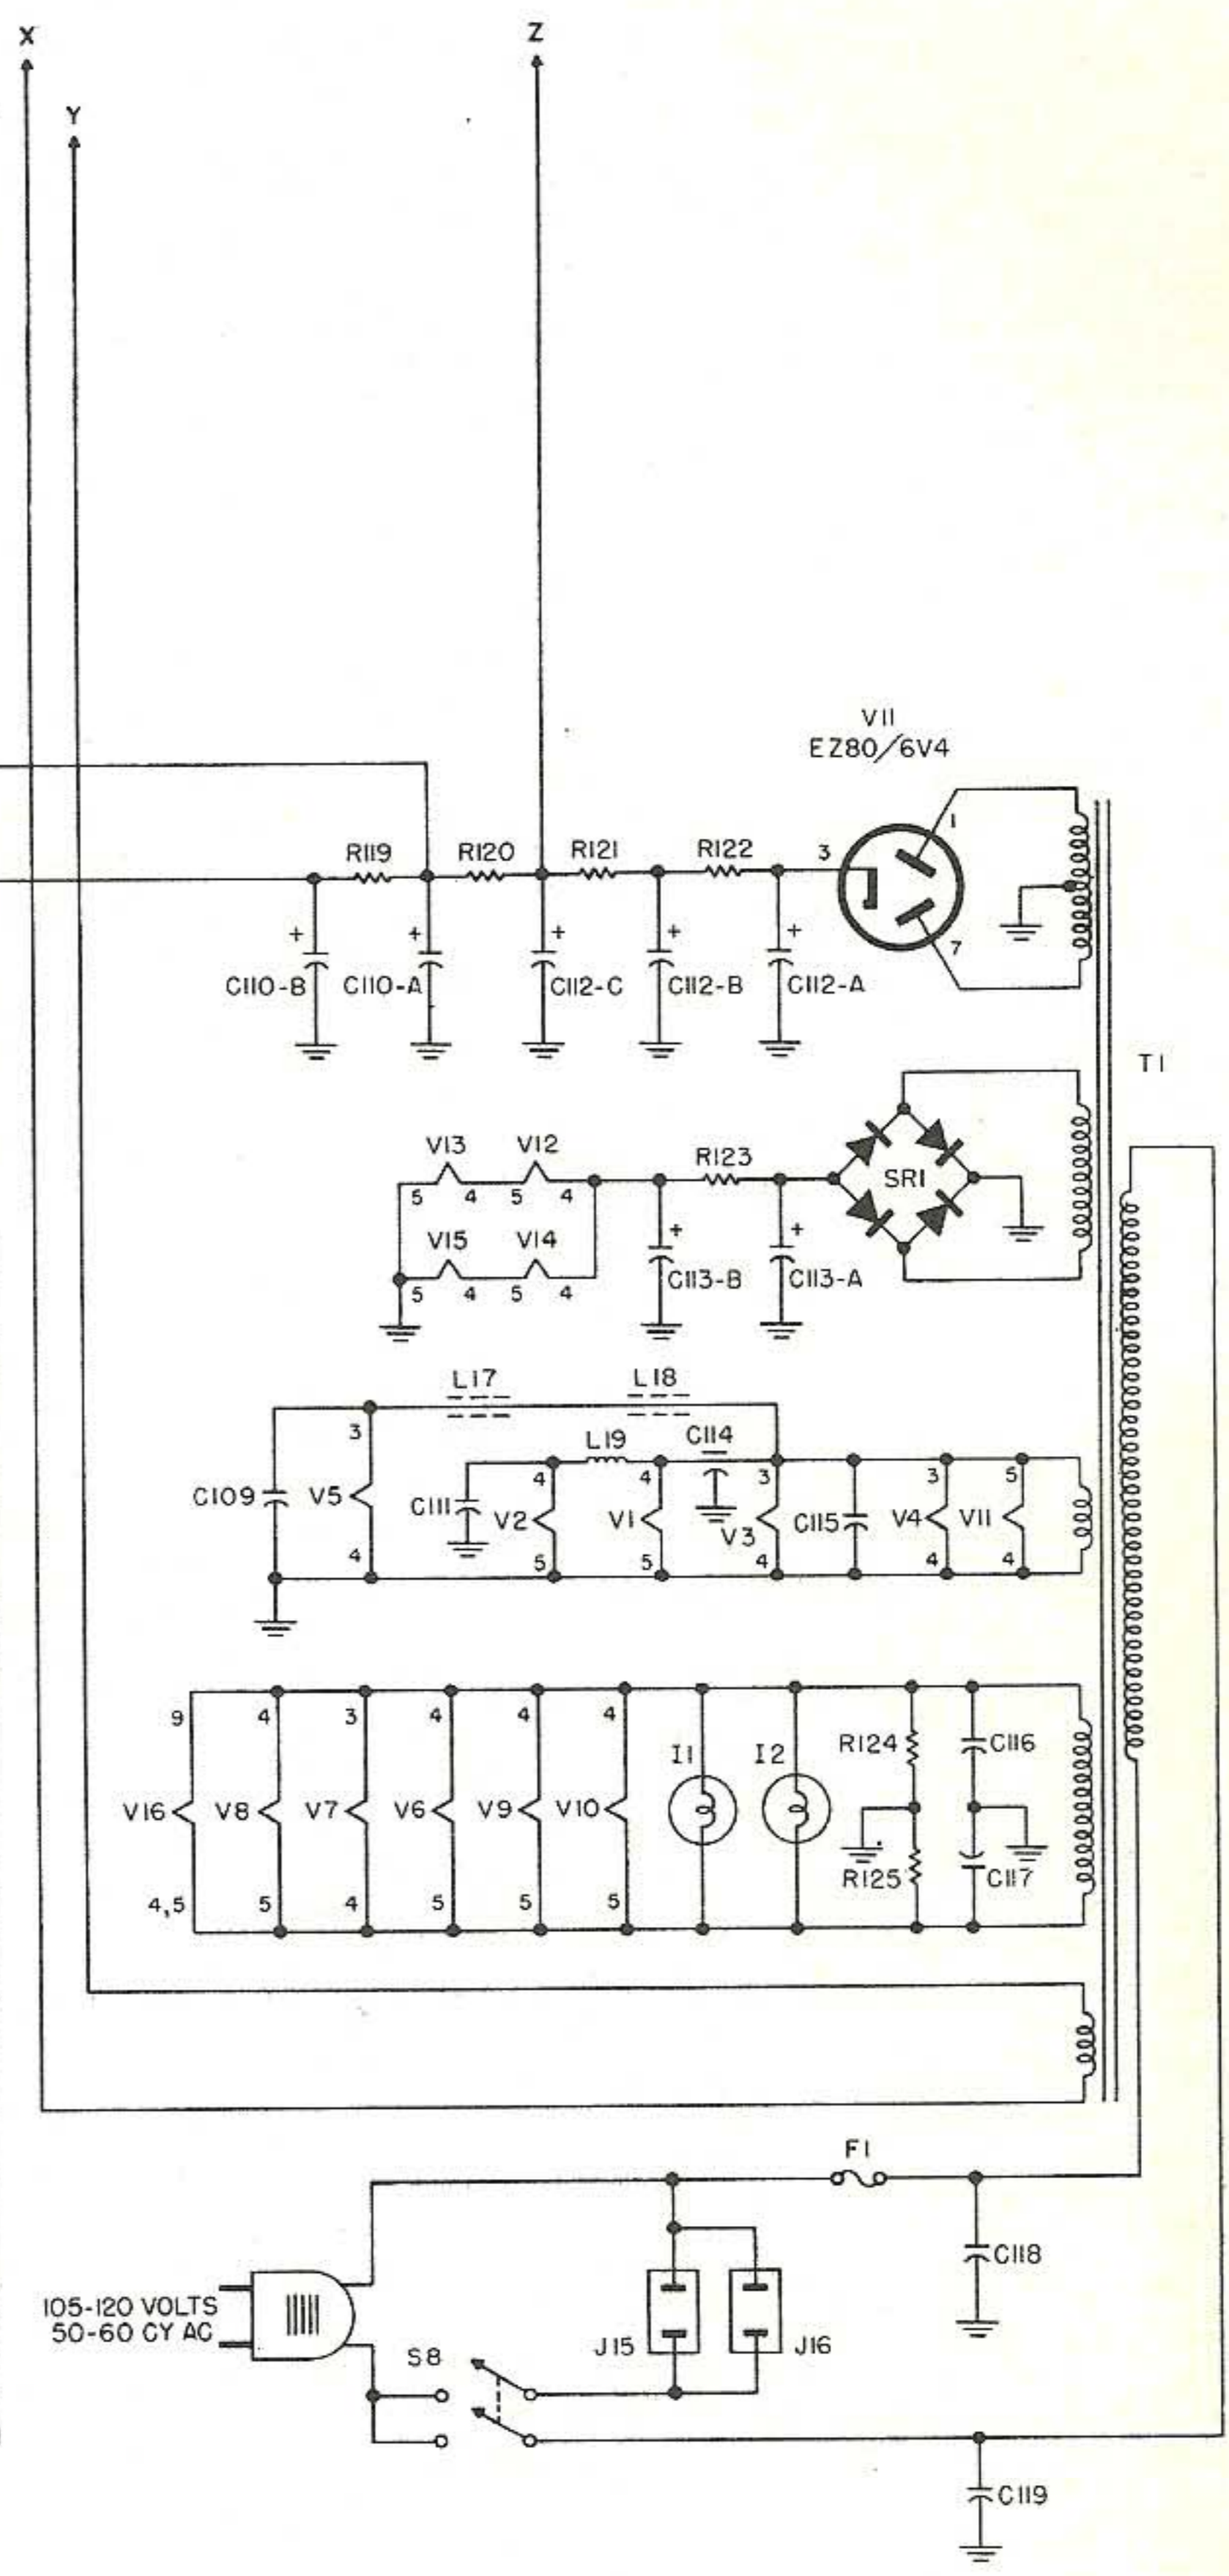 X
Z
Y
V11
EZ80/6V4
1
R119 R120 R121 R122 3
7
+ + + + +
C110-B C110-A C112-C C112-B C112-A
T1
V13 V12 R123
5 4 5 4
SR1
V15 V14 + +
5 4 5 4 C113-B C113-A
L17 L18
L19 C114
3 4 4 3 3 5
C109 V5 C111 V2 V1 V3 C115 V4 V11
4 5 5 4 4 4
9 4 3 4 4 4
I1 I2 R124 C116
V16 V8 V7 V6 V9 V10
4,5 5 4 5 5 5 R125 C117
F1
C118
105-120 VOLTS
50-60 CY AC
S8 J15 J16
C119